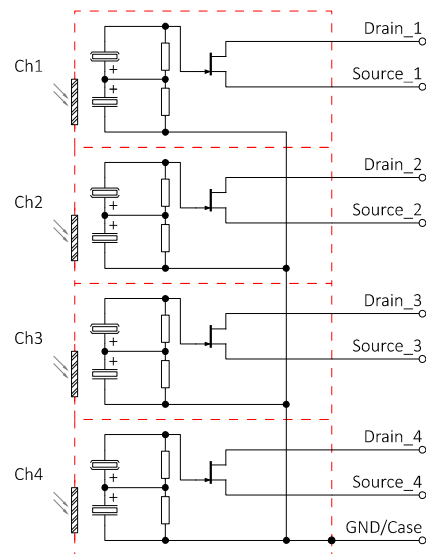 Drain_1
Ch1
+
Source_1
+
Drain_2
Ch2
+
Source_2
+
Drain_3
Ch3
+
Source_3
+
Drain_4
Ch4
+
Source_4
+
GND/Case